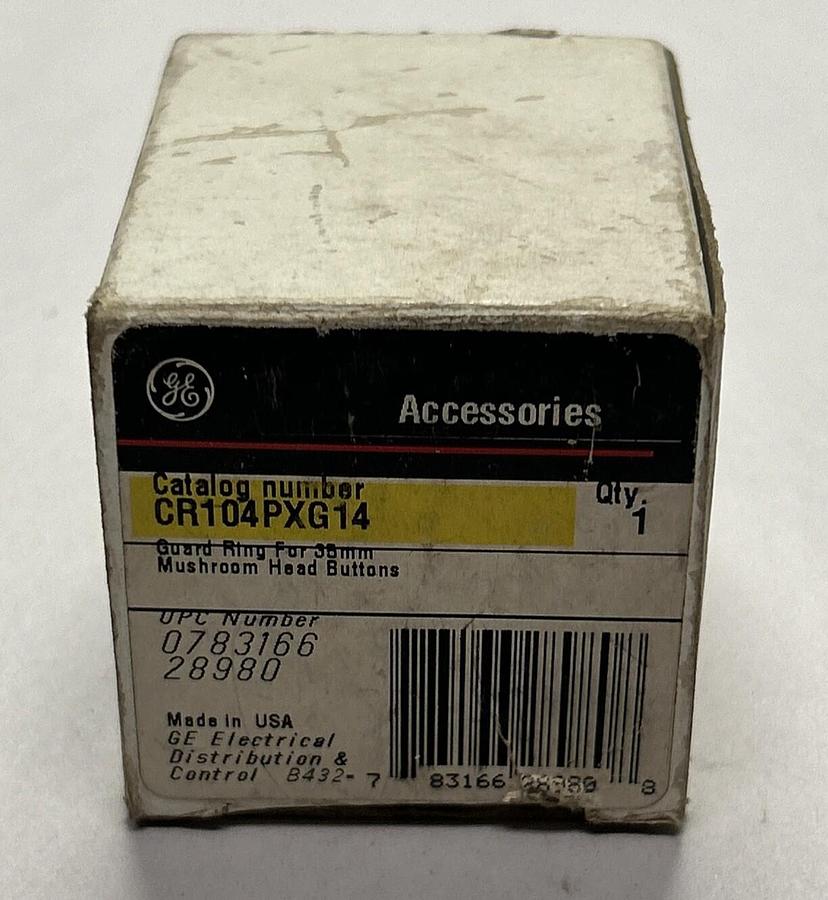 GE
Accessories
Catalog number
Qty.
CR104PXG14
1
Guard Ring For 35mm
Mushroom Head Buttons
UPC Number
0783166
28980
Made in USA
GE Electrical
Distribution &
Control B432-
7 83166 28980 8